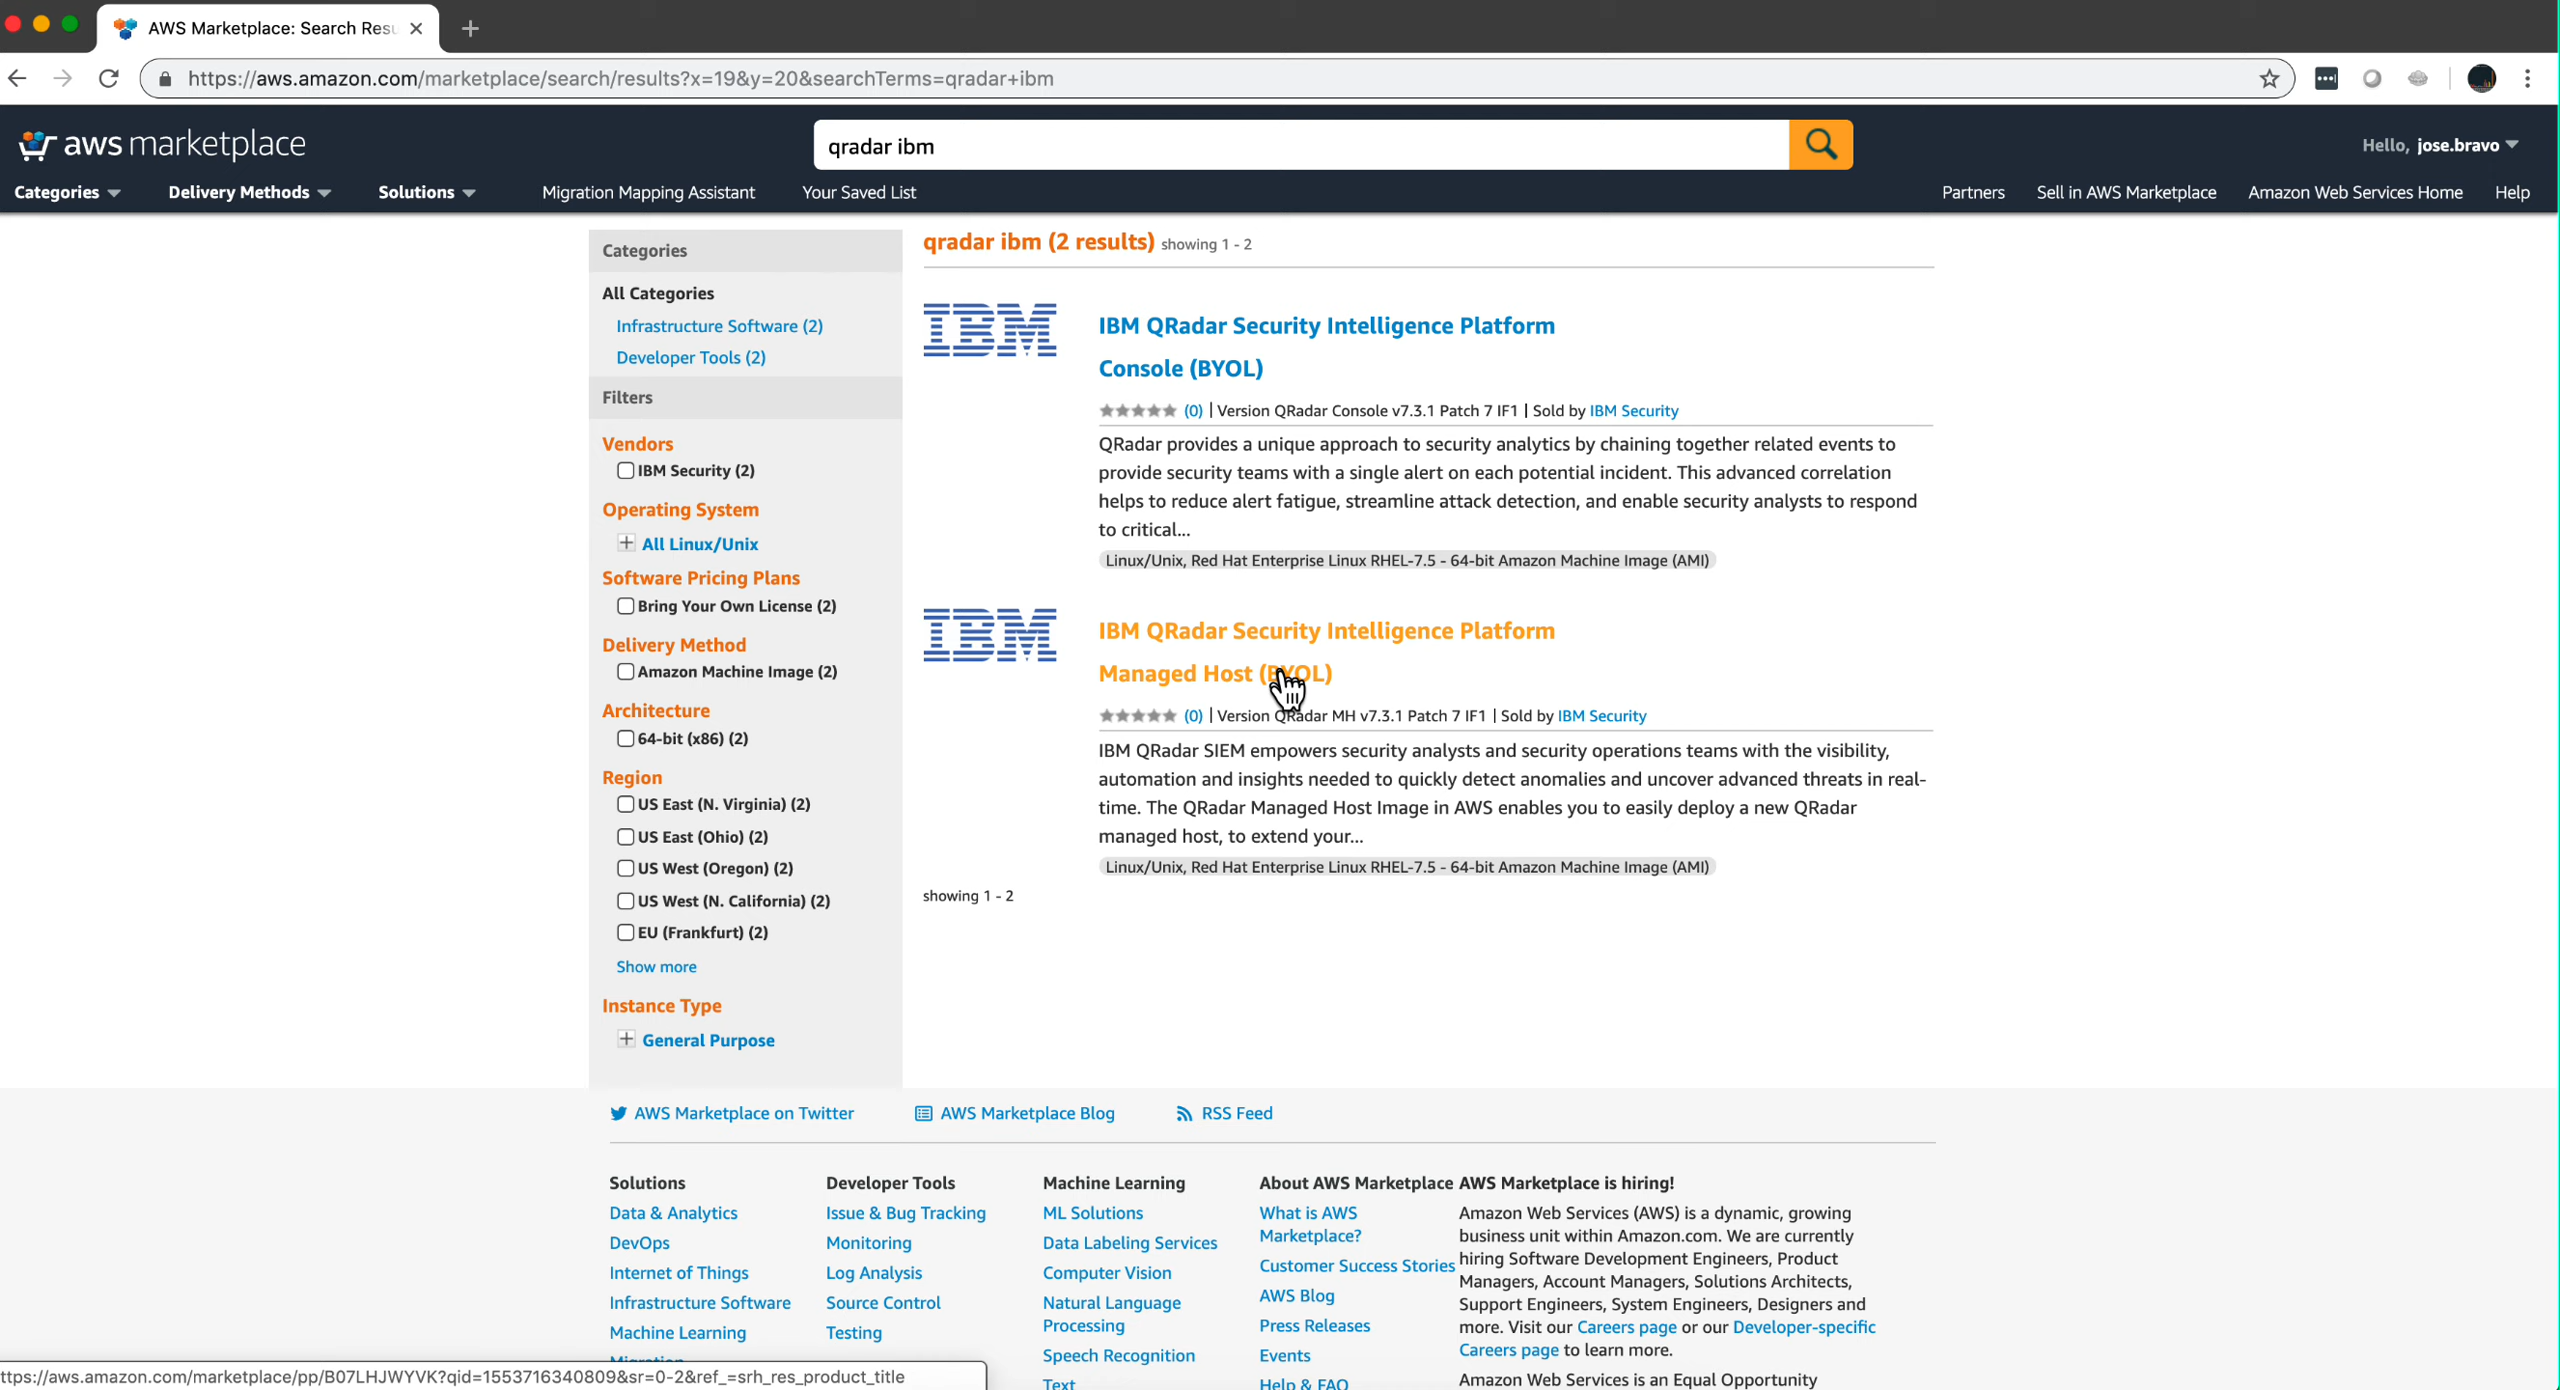 AWS Marketplace: Search Resu
https://aws.amazon.com/marketplace/search/results?x=19&y=20&searchTerms=qradar+ibm
aws marketplace
qradar ibm
Hello, jose.bravo
Categories
Delivery Methods
Solutions
Migration Mapping Assistant
Your Saved List
Partners
Sell in AWS Marketplace
Amazon Web Services Home
Help
Categories
All Categories
Infrastructure Software (2)
Developer Tools (2)
Filters
Vendors
IBM Security (2)
Operating System
All Linux/Unix
Software Pricing Plans
Bring Your Own License (2)
Delivery Method
Amazon Machine Image (2)
Architecture
64-bit (x86) (2)
Region
US East (N. Virginia) (2)
US East (Ohio) (2)
US West (Oregon) (2)
US West (N. California) (2)
EU (Frankfurt) (2)
Show more
Instance Type
General Purpose
qradar ibm (2 results) showing 1 - 2
IBM
IBM QRadar Security Intelligence Platform
Console (BYOL)
(0) | Version QRadar Console v7.3.1 Patch 7 IF1 | Sold by IBM Security
QRadar provides a unique approach to security analytics by chaining together related events to
provide security teams with a single alert on each potential incident. This advanced correlation
helps to reduce alert fatigue, streamline attack detection, and enable security analysts to respond
to critical...
Linux/Unix, Red Hat Enterprise Linux RHEL-7.5 - 64-bit Amazon Machine Image (AMI)
IBM
IBM QRadar Security Intelligence Platform
Managed Host (BYOL)
(0) | Version QRadar MH v7.3.1 Patch 7 IF1 | Sold by IBM Security
IBM QRadar SIEM empowers security analysts and security operations teams with the visibility,
automation and insights needed to quickly detect anomalies and uncover advanced threats in real-
time. The QRadar Managed Host Image in AWS enables you to easily deploy a new QRadar
managed host, to extend your...
Linux/Unix, Red Hat Enterprise Linux RHEL-7.5 - 64-bit Amazon Machine Image (AMI)
showing 1 - 2
AWS Marketplace on Twitter
AWS Marketplace Blog
RSS Feed
Solutions
Data & Analytics
DevOps
Internet of Things
Infrastructure Software
Machine Learning
Developer Tools
Issue & Bug Tracking
Monitoring
Log Analysis
Source Control
Testing
Machine Learning
ML Solutions
Data Labeling Services
Computer Vision
Natural Language
Processing
Speech Recognition
Text
About AWS Marketplace
What is AWS
Marketplace?
Customer Success Stories
AWS Blog
Press Releases
Events
Help & FAQ
AWS Marketplace is hiring!
Amazon Web Services (AWS) is a dynamic, growing
business unit within Amazon.com. We are currently
hiring Software Development Engineers, Product
Managers, Account Managers, Solutions Architects,
Support Engineers, System Engineers, Designers and
more. Visit our Careers page or our Developer-specific
Careers page to learn more.
Amazon Web Services is an Equal Opportunity
ttps://aws.amazon.com/marketplace/pp/B07LHJWYVK?qid=1553716340809&sr=0-2&ref_=srh_res_product_title